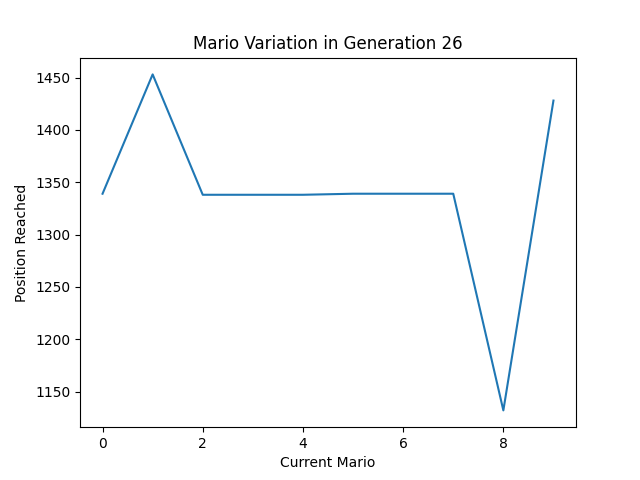 Mario Variation in Generation 26
1450
1400
1350
1300
1250
1200
1150
Position Reached
0 2 4 6 8
Current Mario